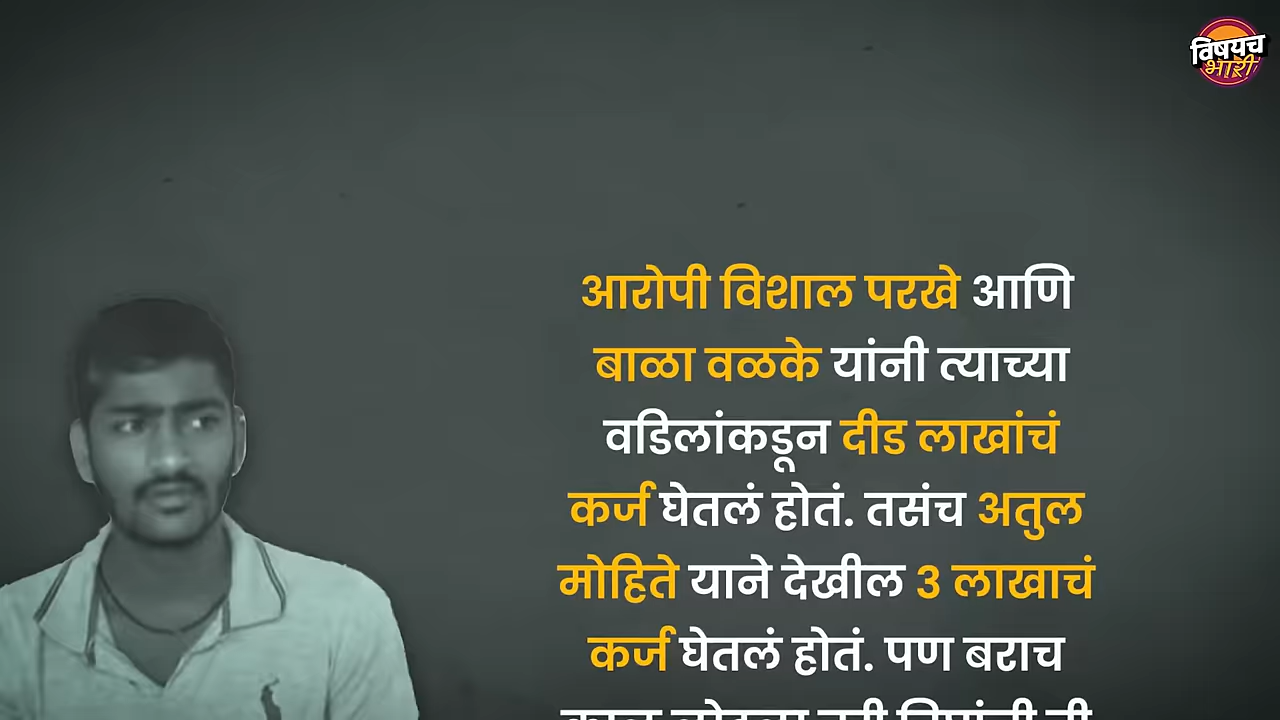 विषयच
भारी
आरोपी विशाल परखे आणि
बाळा वळके यांनी त्याच्या
वडिलांकडून दीड लाखांचं
कर्ज घेतलं होतं. तसंच अतुल
मोहिते याने देखील 3 लाखाचं
कर्ज घेतलं होतं. पण बराच